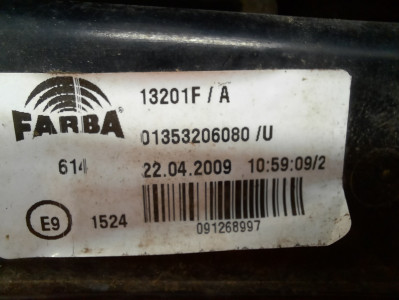 FARBA®
13201F / A
01353206080 /U
614 22.04.2009 10:59:09/2
E9 1524
091268997